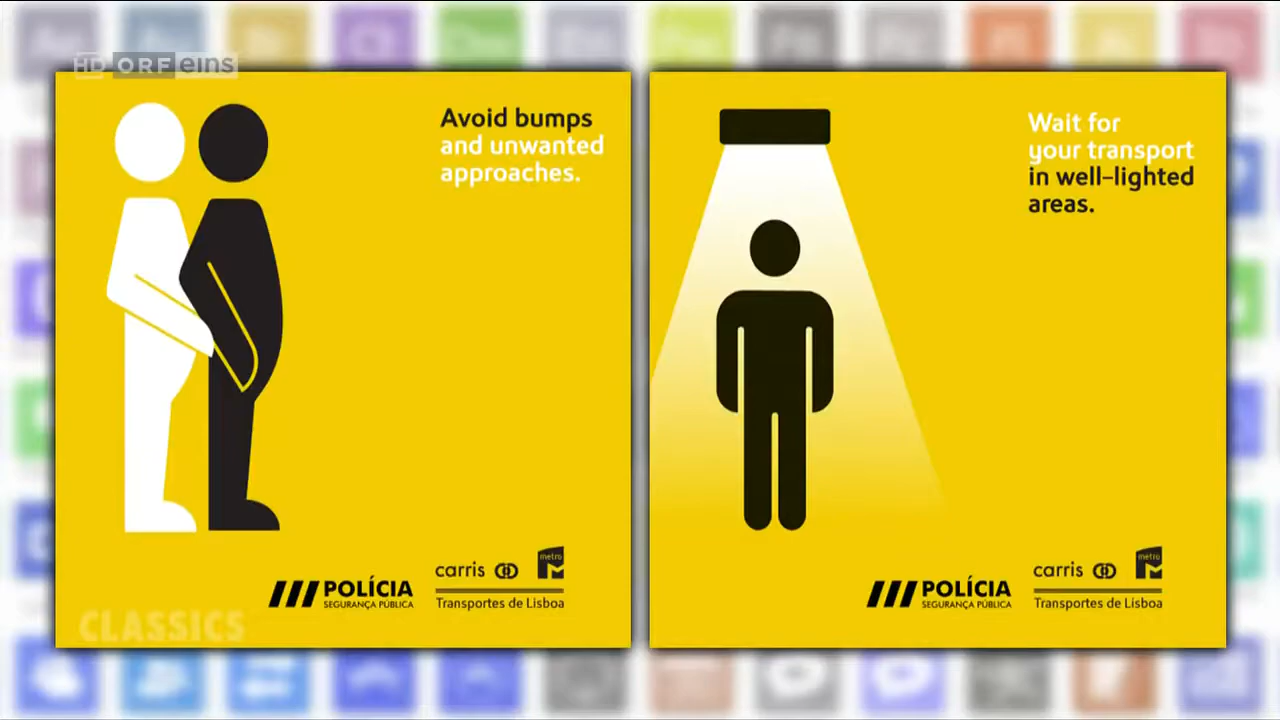 HD ORF eins
Avoid bumps
and unwanted
approaches.
POLÍCIA
SEGURANÇA PÚBLICA
carris
metro
Transportes de Lisboa
CLASSICS
Wait for
your transport
in well-lighted
areas.
POLÍCIA
SEGURANÇA PÚBLICA
carris
metro
Transportes de Lisboa